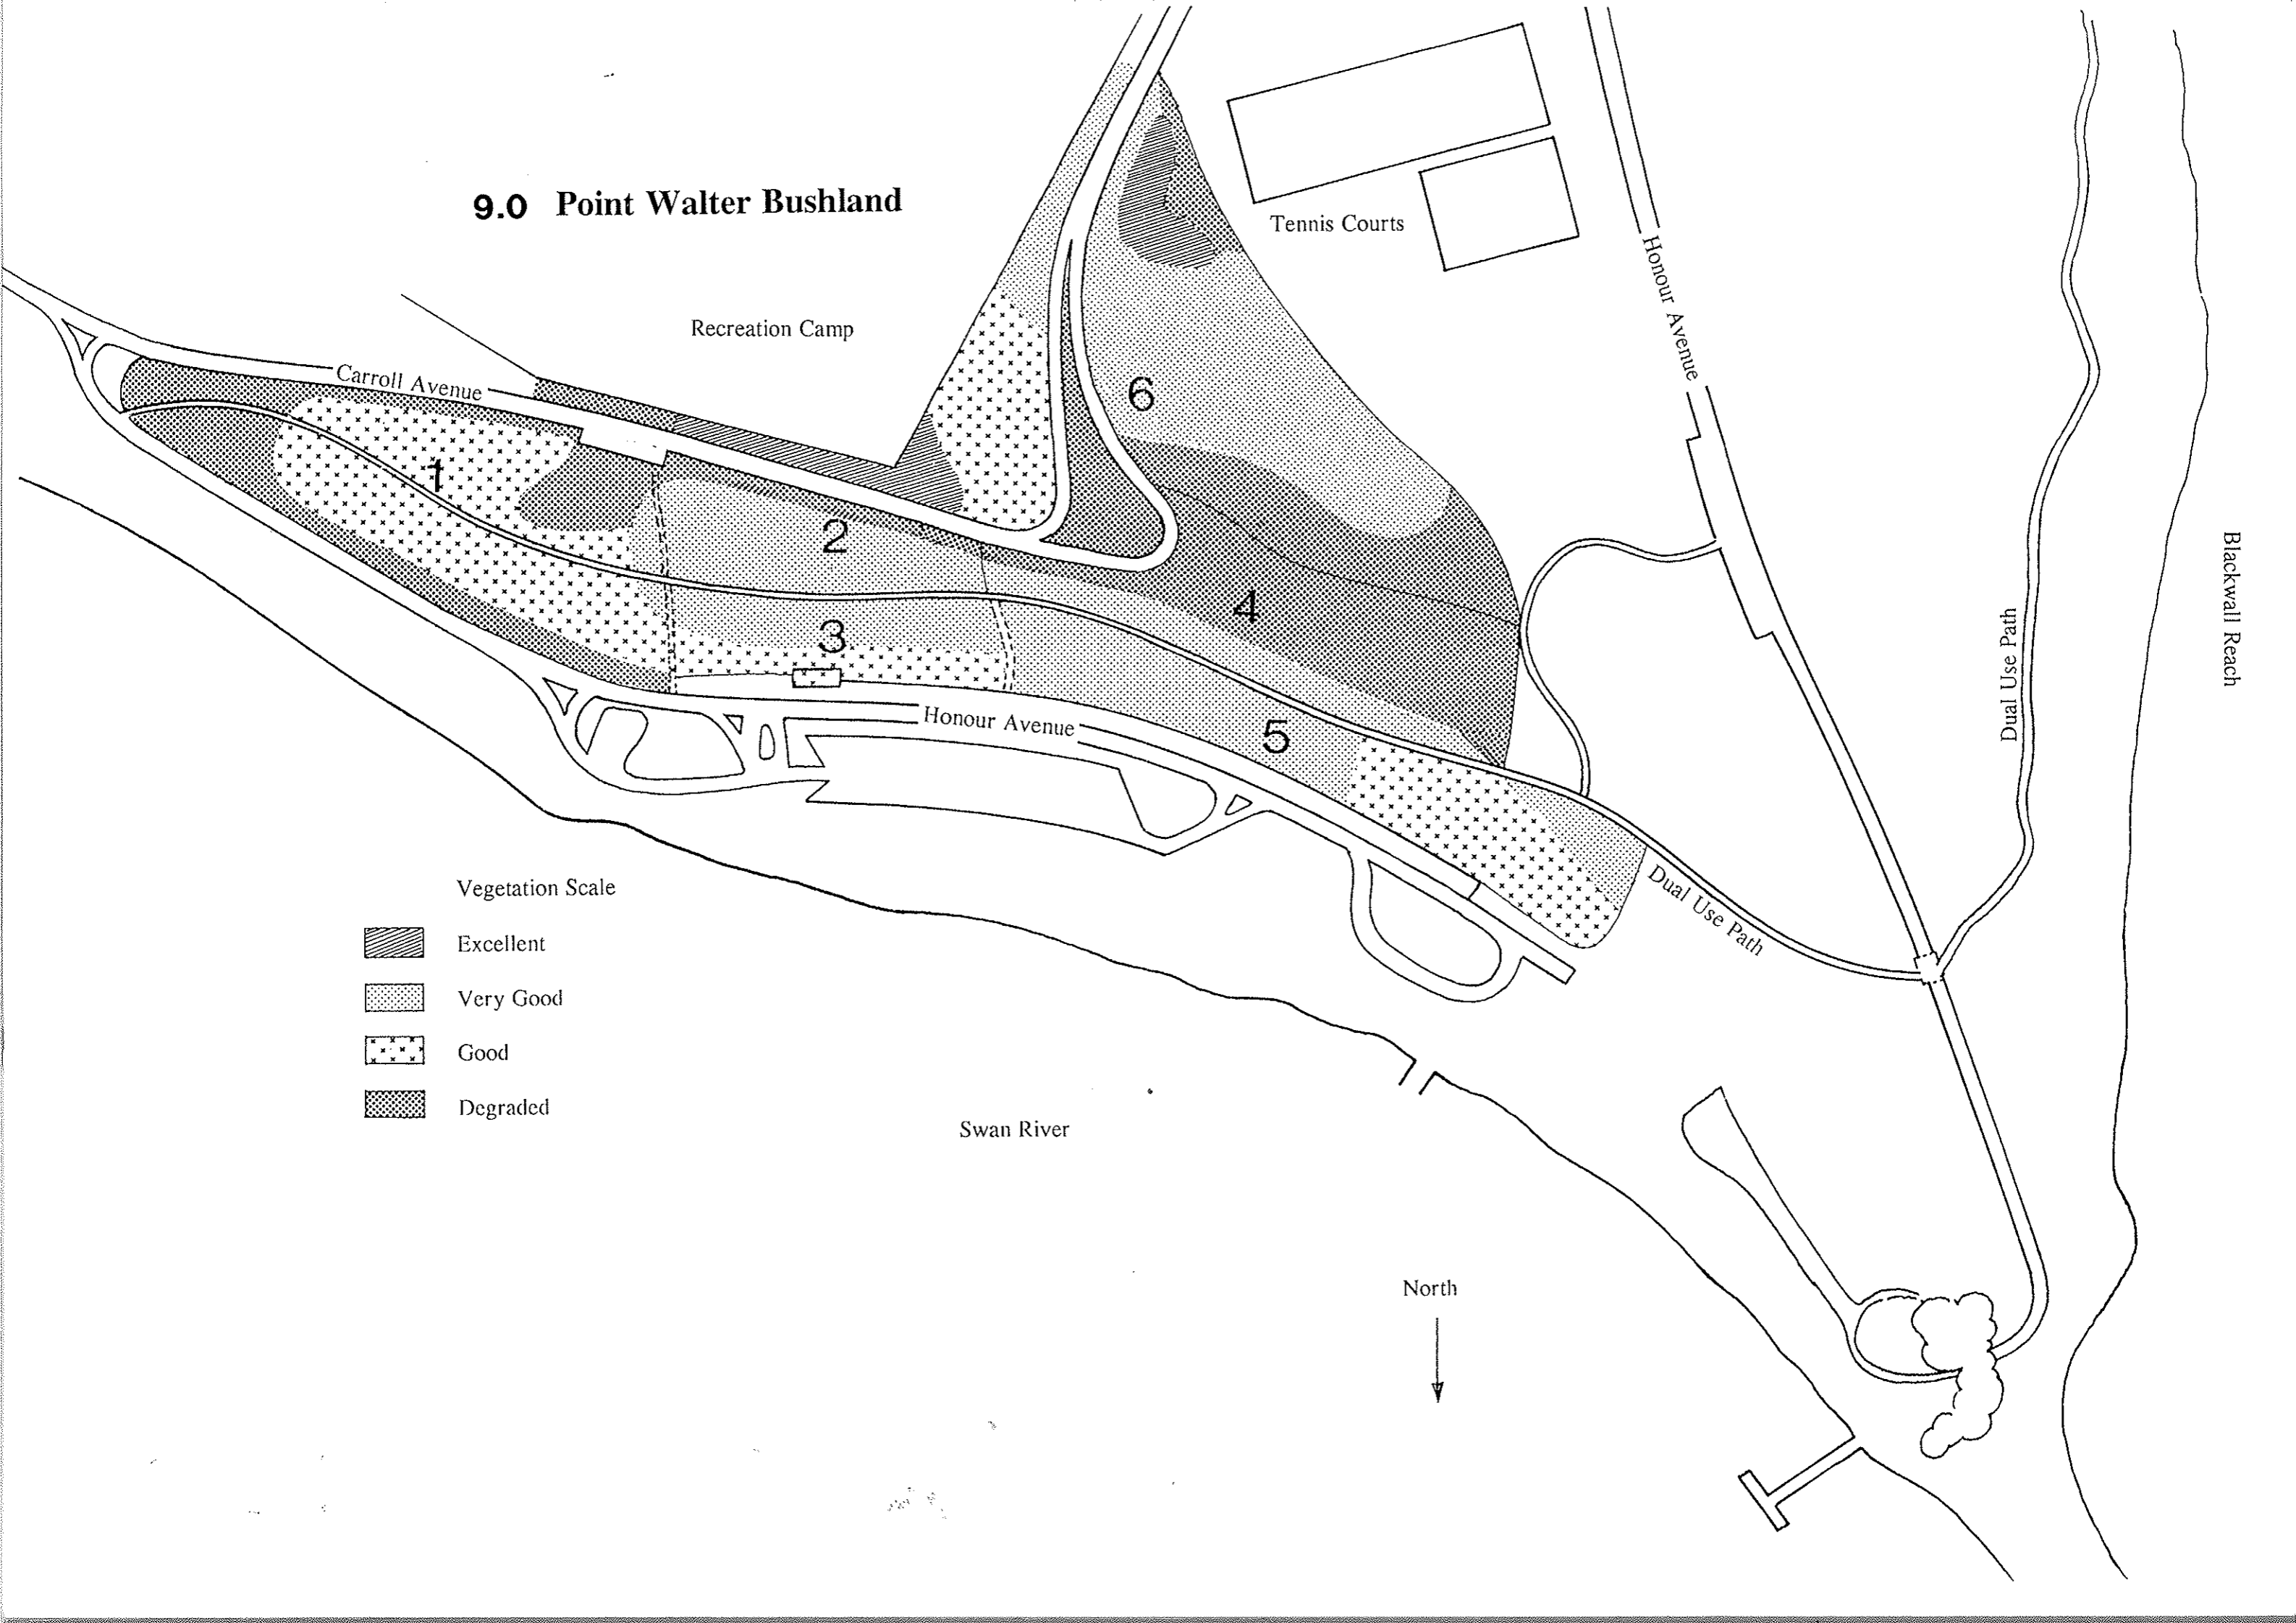 9.0 Point Walter Bushland
Tennis Courts
Honour Avenue
Recreation Camp
Carroll Avenue
6
1
2
4
3
5
Honour Avenue
Dual Use Path
Blackwall Reach
Dual Use Path
Vegetation Scale
Excellent
Very Good
Good
Degraded
Swan River
North